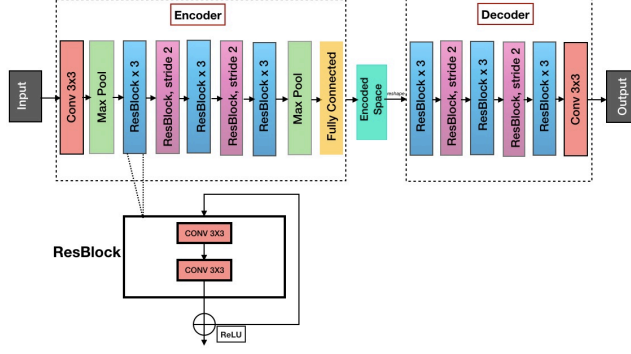 Encoder
Decoder
Input
Conv 3x3
Max Pool
ResBlock x 3
ResBlock, stride 2
ResBlock x 3
ResBlock, stride 2
ResBlock x 3
Max Pool
Fully Connected
Encoded
Space
reshape
ResBlock x 3
ResBlock, stride 2
ResBlock x 3
ResBlock, stride 2
ResBlock x 3
Conv 3x3
Output
ResBlock
CONV 3X3
CONV 3X3
ReLU